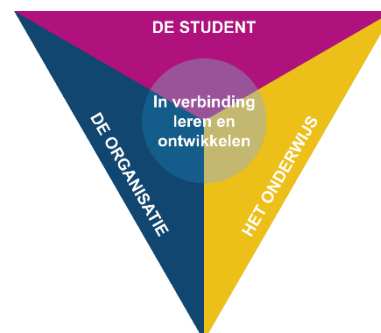 DE STUDENT
In verbinding
leren en
ontwikkelen
DE ORGANISATIE
HET ONDERWIJS